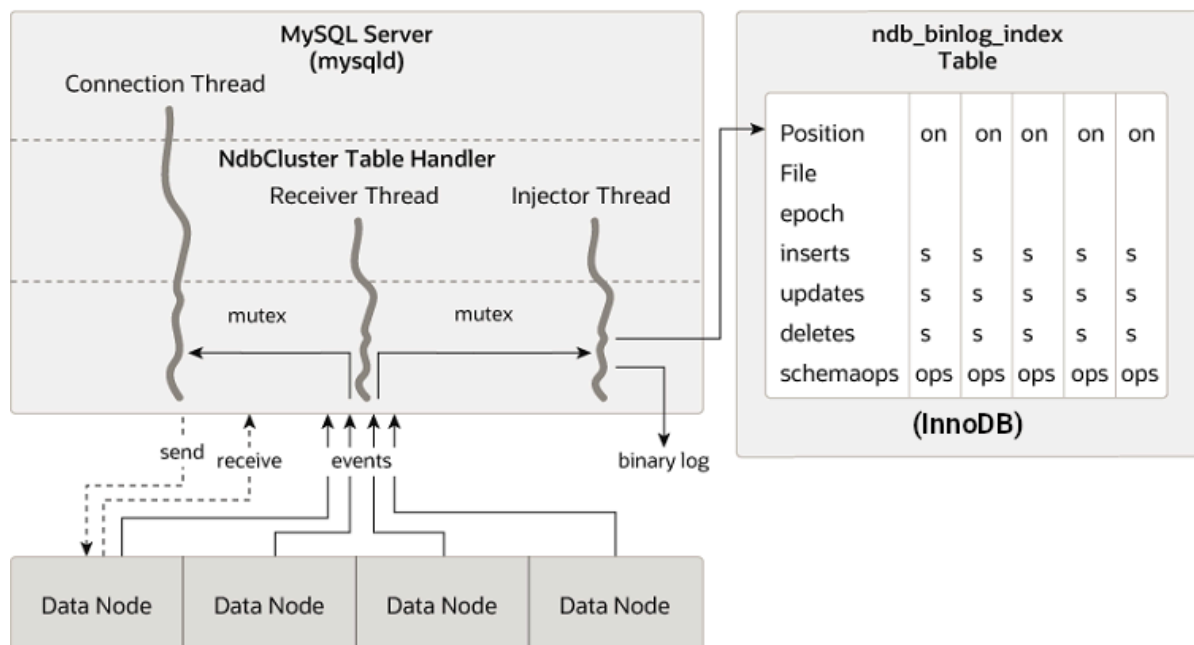 MySQL Server
(mysqld)
Connection Thread
NdbCluster Table Handler
Receiver Thread
Injector Thread
mutex
mutex
send
receive
events
binary log
Data Node
Data Node
Data Node
Data Node
ndb_binlog_index
Table
Position on on on on on
File
epoch
inserts s s s s s
updates s s s s s
deletes s s s s s
schemaops ops ops ops ops ops
(InnoDB)